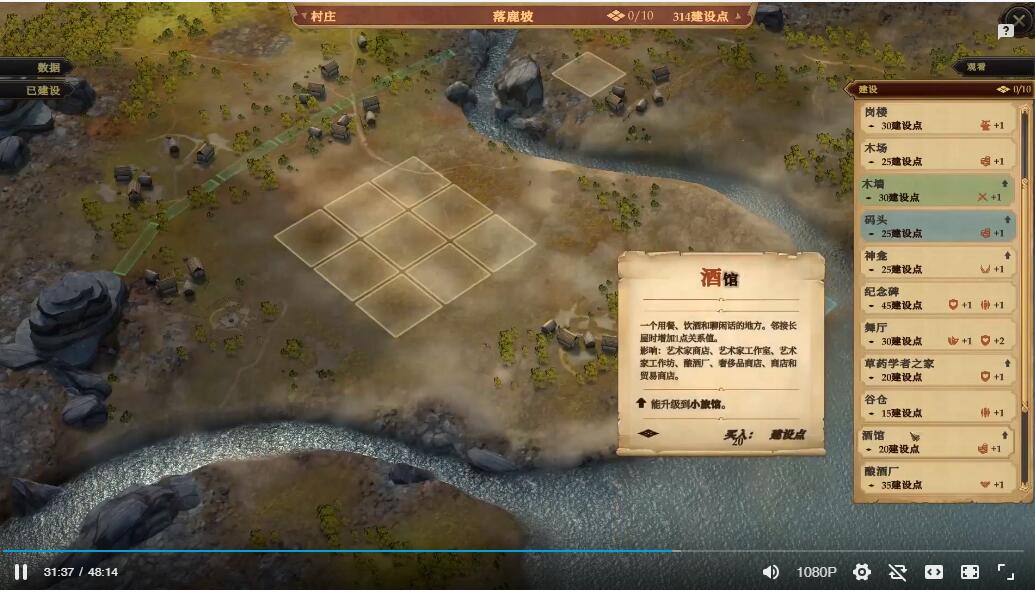 村庄 落鹿坡 0/10 314建设点
?
数据
已建设
观看
建设 0/10
岗楼
30建设点 +1
木场
25建设点 +1
木墙
30建设点 +1
码头
25建设点 +1
神龛
25建设点 +1
纪念碑
45建设点 +1 +1
舞厅
30建设点 +1 +2
草药学者之家
20建设点 +1
谷仓
15建设点 +1
酒馆
20建设点 +1
酿酒厂
35建设点 +1
酒馆
一个用餐、饮酒和聊闲话的地方。邻接长
屋时增加1点关系值。
影响：艺术家商店、艺术家工作室、艺术
家工作坊、酿酒厂、奢侈品商店、商店和
贸易商店。
能升级到小旅馆。
买入： 20 建设点
31:37 / 48:14 1080P